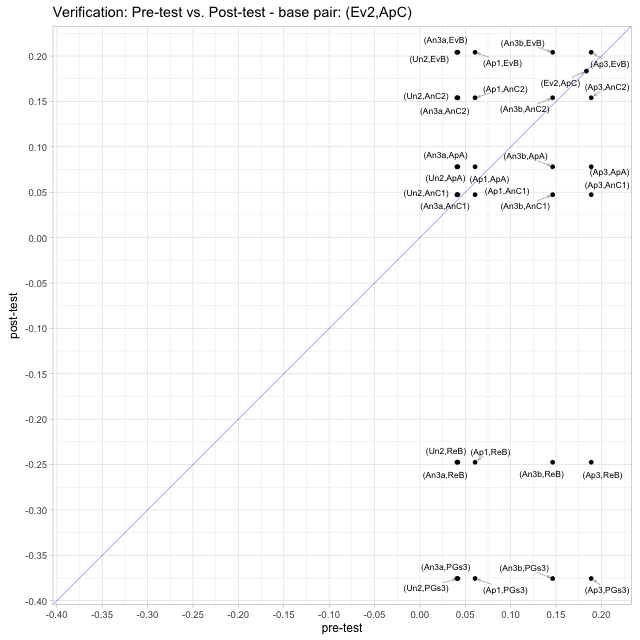 Verification: Pre-test vs. Post-test - base pair: (Ev2,ApC)
0.20
0.15
0.10
0.05
0.00
-0.05
-0.10
-0.15
-0.20
-0.25
-0.30
-0.35
-0.40
post-test
(An3a,EvB)
(An3b,EvB)
(Un2,EvB)
(Ap1,EvB)
(Ap3,EvB)
(Ev2,ApC)
(Ap3,AnC2)
(Ap1,AnC2)
(Un2,AnC2)
(An3a,AnC2)
(An3b,AnC2)
(An3a,ApA)
(An3b,ApA)
(Un2,ApA)
(Ap1,ApA)
(Ap3,ApA)
(Ap3,AnC1)
(Un2,AnC1)
(Ap1,AnC1)
(An3a,AnC1)
(An3b,AnC1)
(Un2,ReB)
(Ap1,ReB)
(An3a,ReB)
(An3b,ReB)
(Ap3,ReB)
(An3a,PGs3)
(An3b,PGs3)
(Un2,PGs3)
(Ap1,PGs3)
(Ap3,PGs3)
-0.40 -0.35 -0.30 -0.25 -0.20 -0.15 -0.10 -0.05 0.00 0.05 0.10 0.15 0.20
pre-test